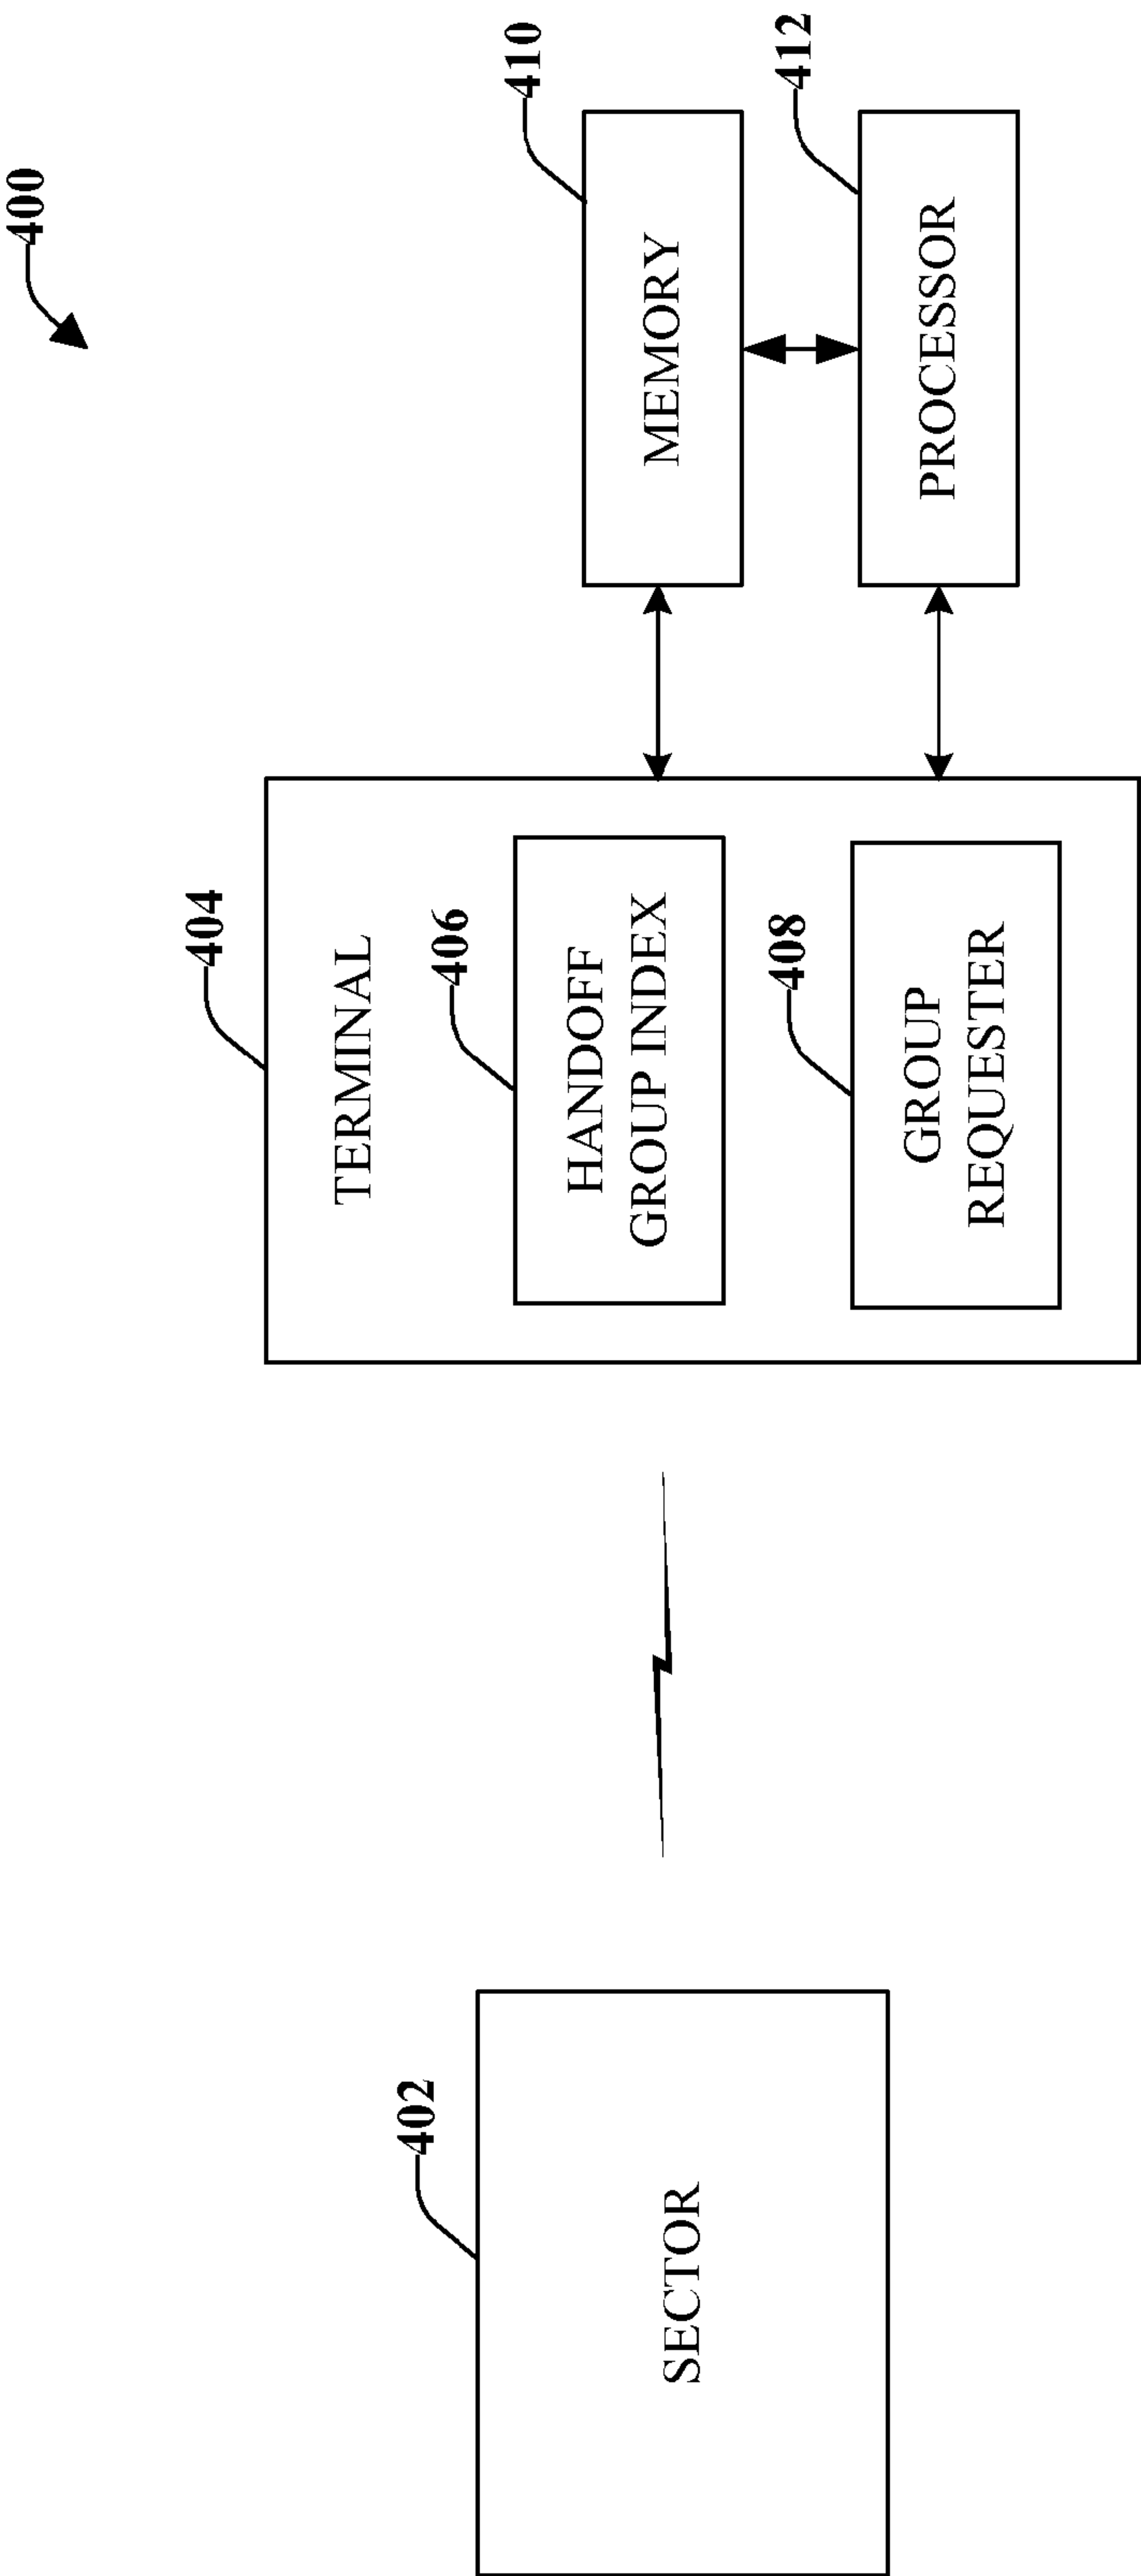 400
402
SECTOR
404
TERMINAL
406
HANDOFF
GROUP INDEX
408
GROUP
REQUESTER
410
MEMORY
412
PROCESSOR